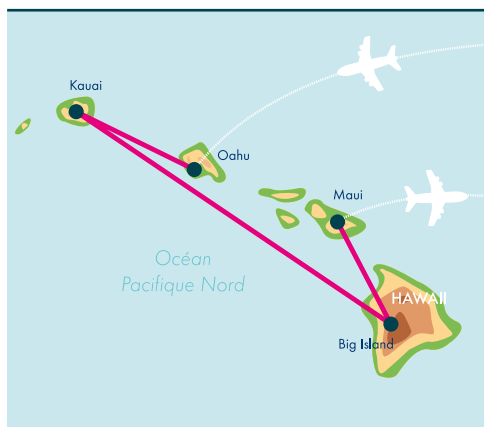 Kauai
Oahu
Maui
Océan
Pacifique Nord
HAWAII
Big Island